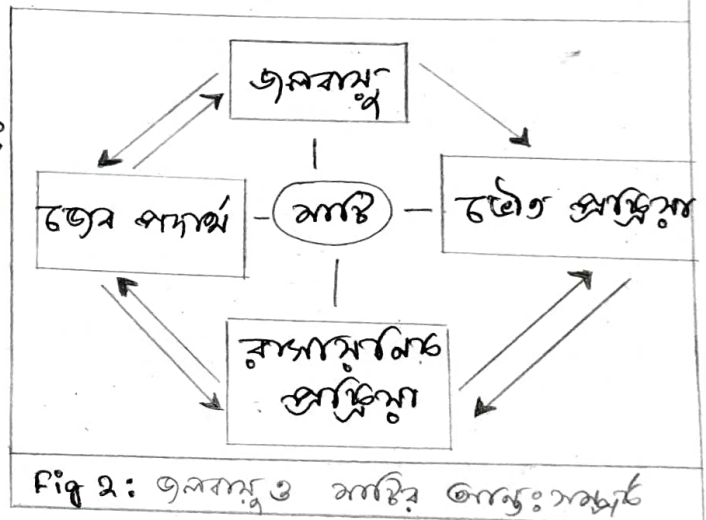 জলবায়ু
জৈব পদার্থ
মাটি
ভৌত প্রক্রিয়া
রাসায়নিক
প্রক্রিয়া
Fig 2: জলবায়ু ও মাটির আন্তঃসম্পর্ক